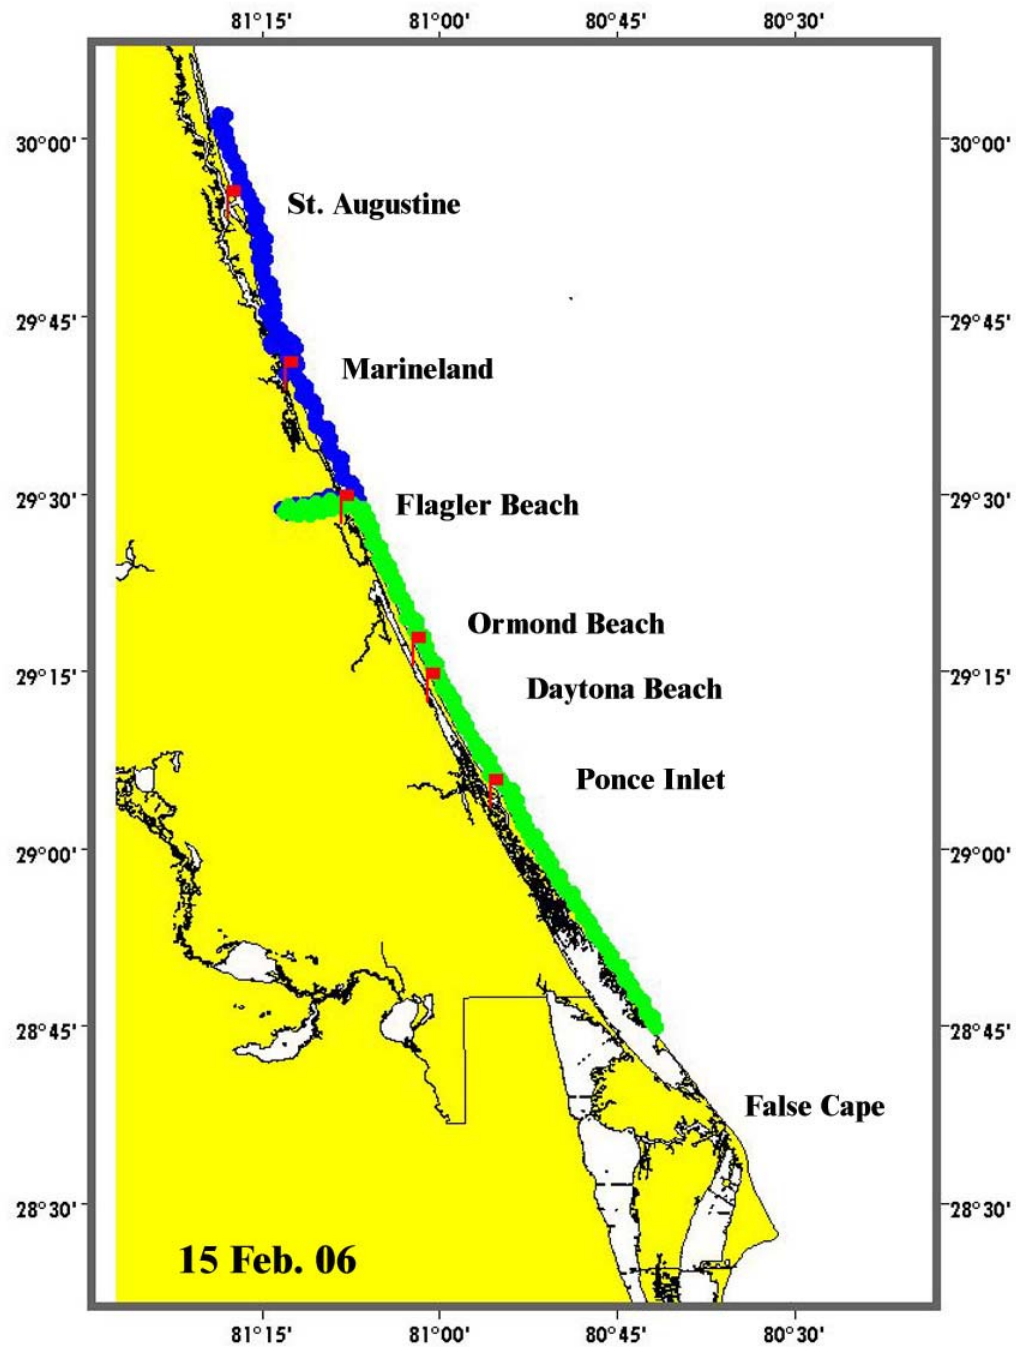 81°15' 81°00' 80°45' 80°30'
30°00' 30°00'
St. Augustine
29°45' 29°45'
Marineland
29°30' Flagler Beach 29°30'
Ormond Beach
29°15' 29°15'
Daytona Beach
Ponce Inlet
29°00' 29°00'
28°45' 28°45'
False Cape
28°30' 28°30'
15 Feb. 06
81°15' 81°00' 80°45' 80°30'